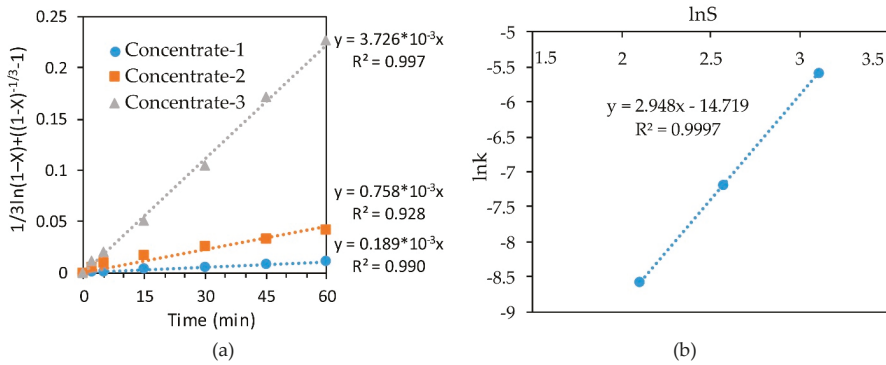 0.25
0.2
0.15
0.1
0.05
0
1/3ln(1–X)+((1-X)^-1/3-1)
Concentrate-1
Concentrate-2
Concentrate-3
y = 3.726*10^-3x
R² = 0.997
y = 0.758*10^-3x
R² = 0.928
y = 0.189*10^-3x
R² = 0.990
0 15 30 45 60
Time (min)
(a)
lnS
1.5 2 2.5 3 3.5
-5
-5.5
-6
-6.5
-7
-7.5
-8
-8.5
-9
lnk
y = 2.948x - 14.719
R² = 0.9997
(b)